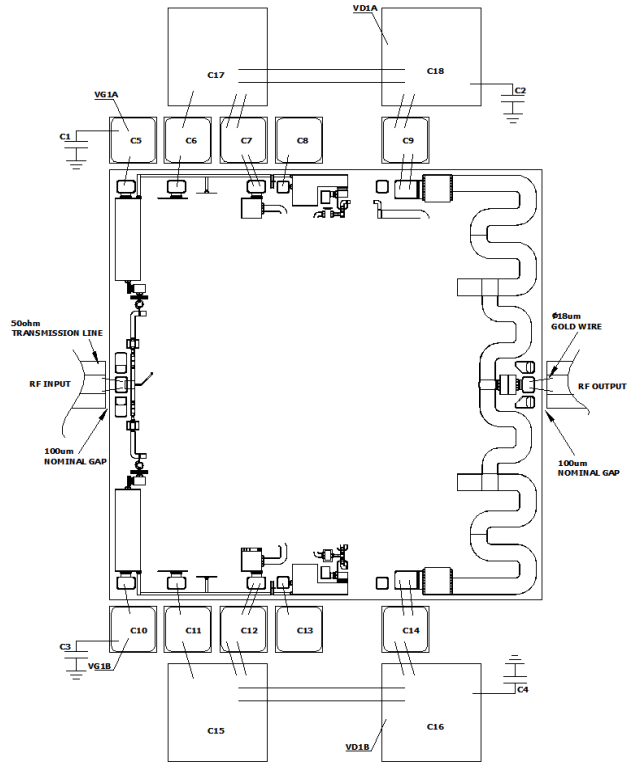 VD1A
C17
C18
C2
VG1A
C1
C5
C6
C7
C8
C9
50ohm
TRANSMISSION LINE
RF INPUT
100um
NOMINAL GAP
ϕ18um
GOLD WIRE
RF OUTPUT
100um
NOMINAL GAP
C10
C11
C12
C13
C14
C3
VG1B
C15
C16
C4
VD1B